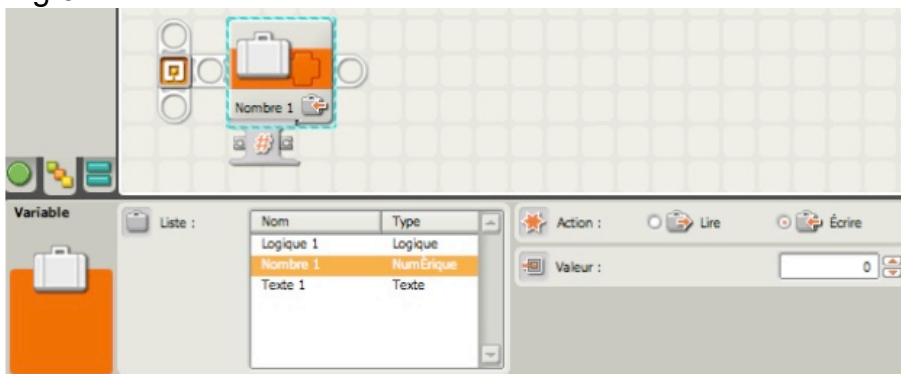 Nombre 1
#
Variable
Liste :
Nom Type
Logique 1 Logique
Nombre 1 NumÈrique
Texte 1 Texte
Action : Lire Écrire
Valeur : 0